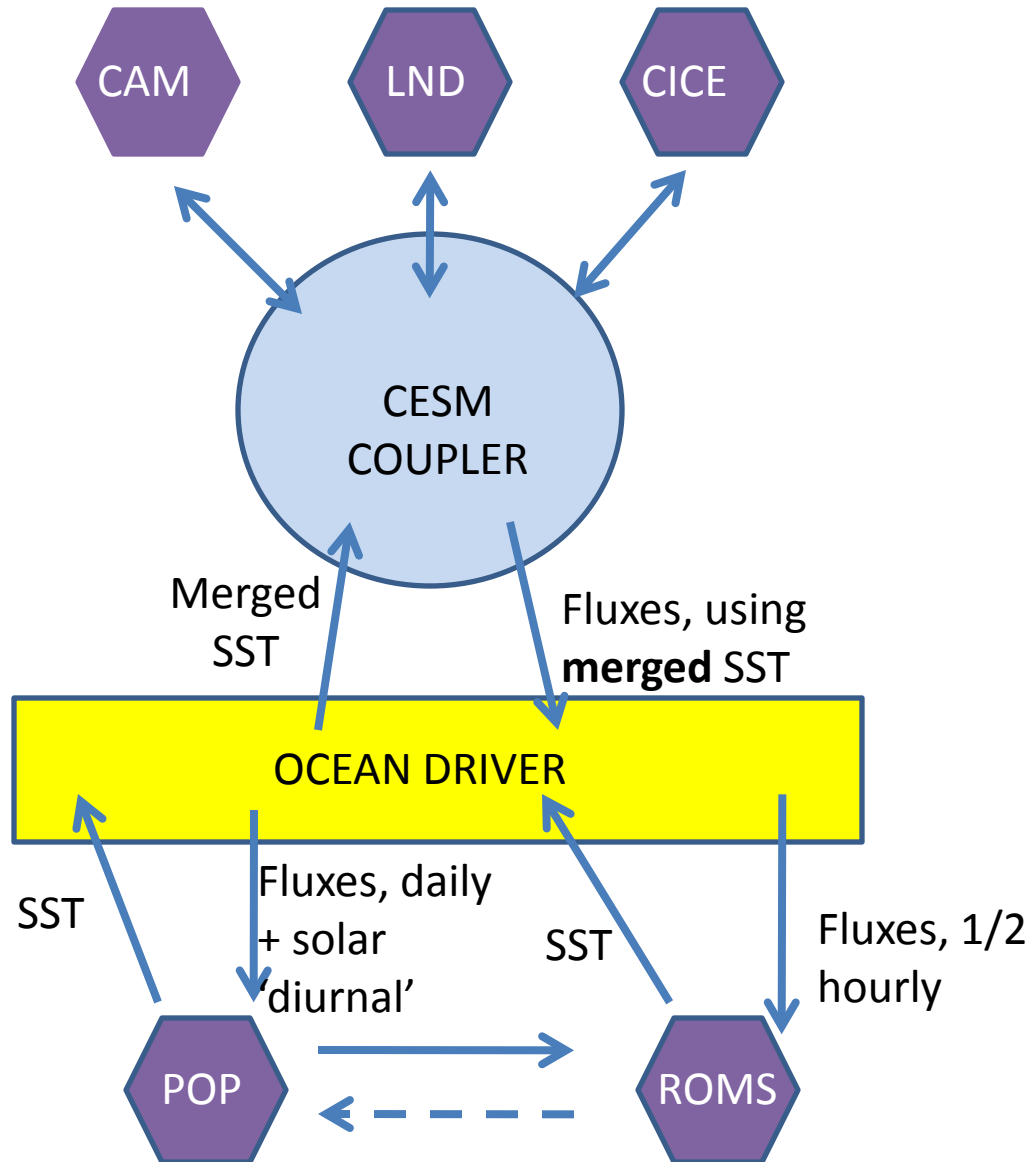 CAM
LND
CICE
CESM
COUPLER
Merged
SST
Fluxes, using
merged SST
OCEAN DRIVER
SST
Fluxes, daily
+ solar
‘diurnal’
SST
Fluxes, 1/2
hourly
POP
ROMS